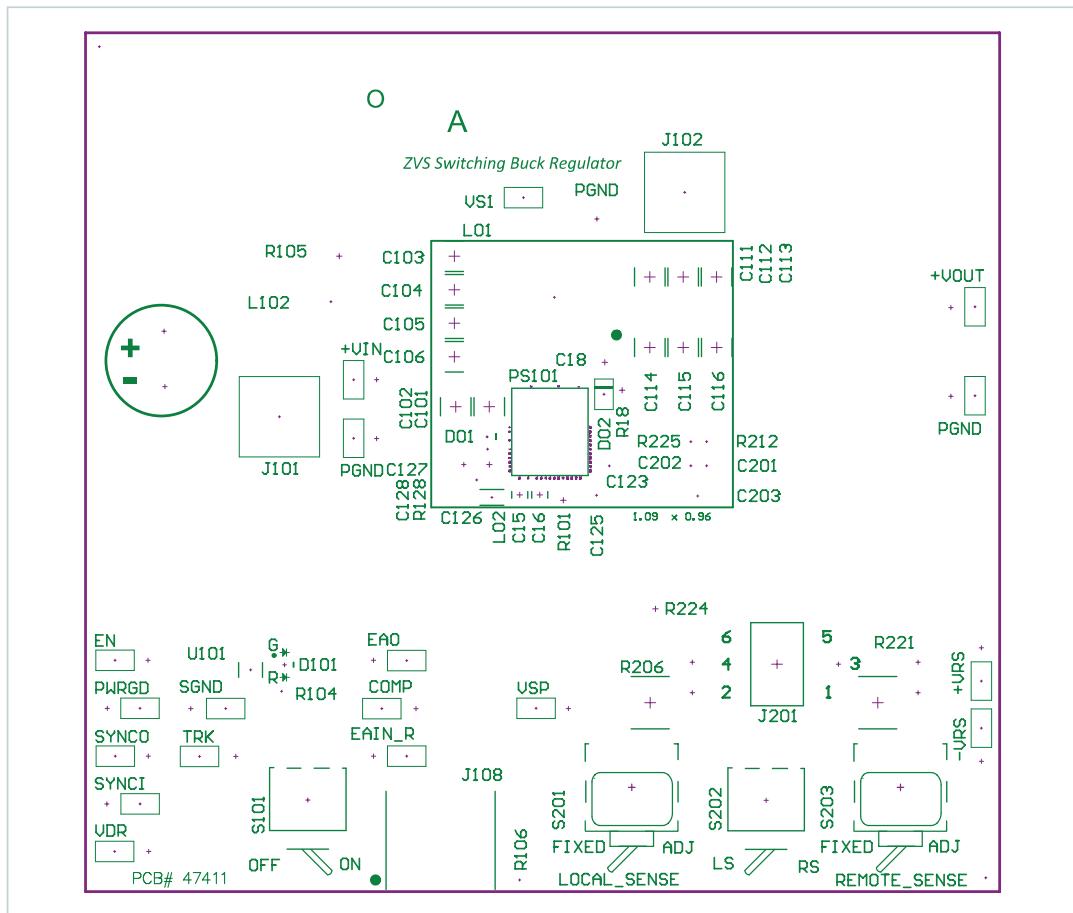 O
A
J102
ZVS Switching Buck Regulator
PGND
VS1
L01
R105
C103
C111
C112
C113
+VOUT
C104
L102
C105
+VIN
C106
C18
PS101
C102
C101
C114
C115
C116
+
-
D01
D02
R18
R225
R212
PGND
J101
PGND
C127
C202
C201
C123
C203
C128
R128
C126
L02
C15
C16
R101
C125
1.09 x 0.96
R224
EN
U101
G
EAO
6
5
R221
D101
R206
4
3
+VRS
PWRGD
SGND
R
R104
COMP
VSP
2
1
J201
SYNCO
TRK
EAIN_R
-VRS
SYNCI
J108
S101
S201
S202
S203
VDR
R106
OFF
ON
FIXED
ADJ
LS
RS
FIXED
ADJ
PCB# 47411
LOCAL_SENSE
REMOTE_SENSE